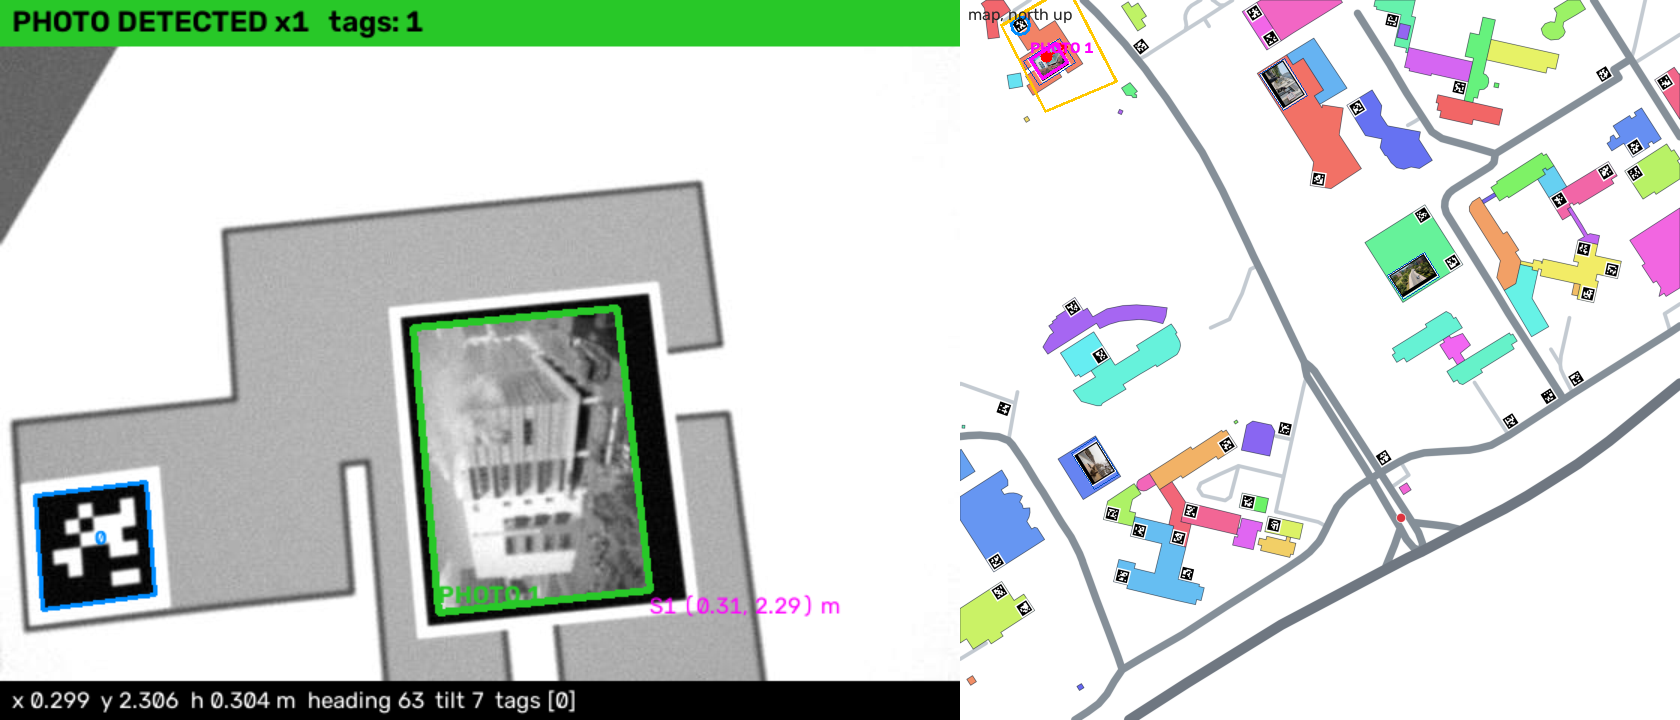 PHOTO DETECTED x1 tags: 1
map, north up
PHOTO 1
0
PHOTO 1
S1 (0.31, 2.29) m
x 0.299 y 2.306 h 0.304 m heading 63 tilt 7 tags [0]